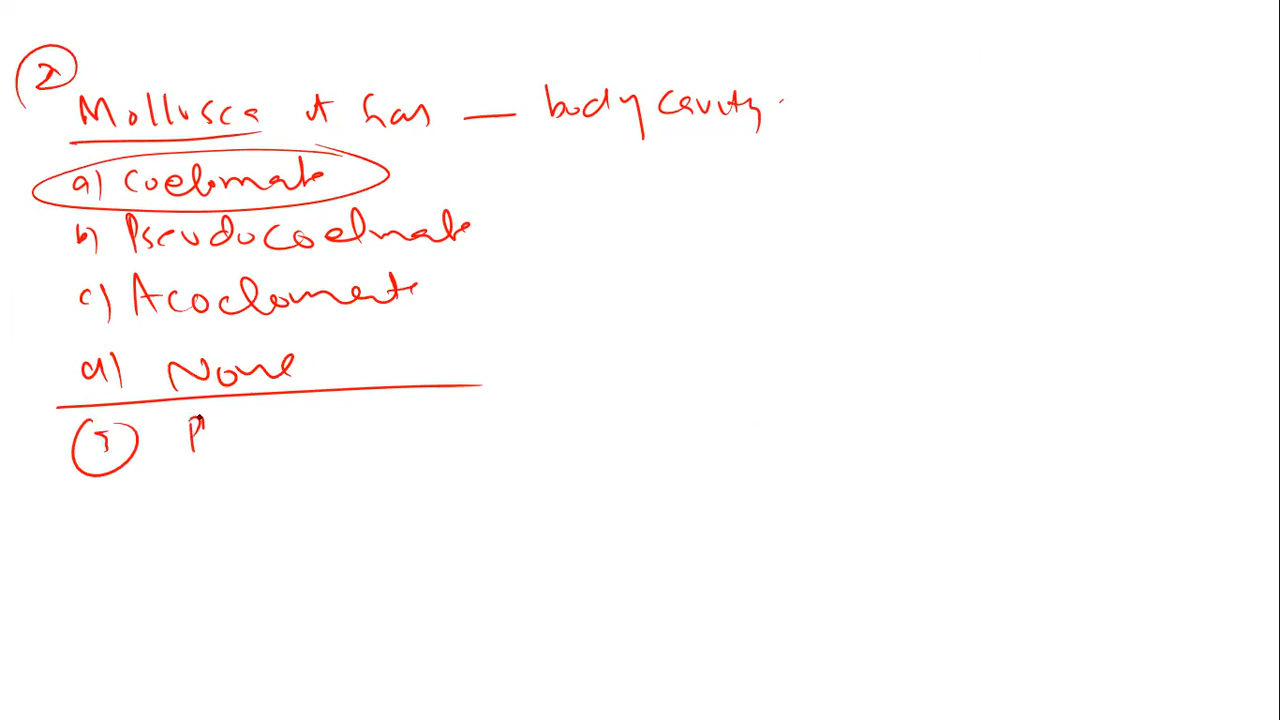 2
Mollusca it has — body cavity.
a) Coelomate
b) Pseudocoelmate
c) Acoelomate
d) None
3 P